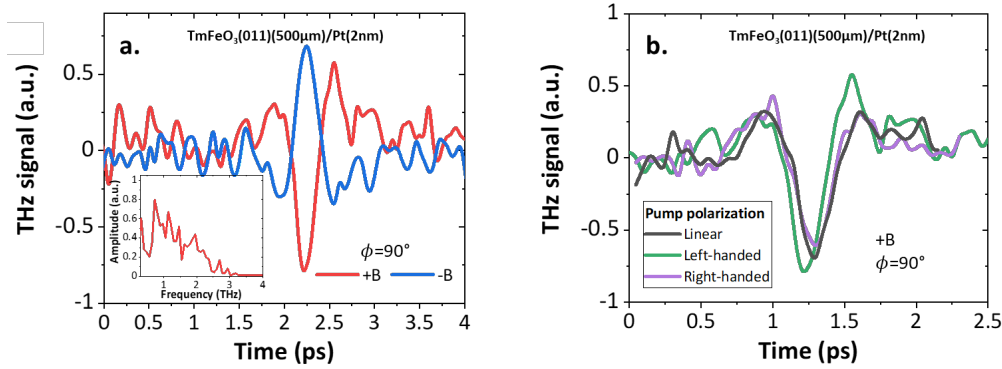 a.
TmFeO₃(011)(500μm)/Pt(2nm)
THz signal (a.u.)
0.5
0
-0.5
-1
Amplitude (a.u.)
1
0.8
0.6
0.4
0.2
0
1 2 3 4
Frequency (THz)
ϕ=90°
+B -B
0 0.5 1 1.5 2 2.5 3 3.5 4
Time (ps)
b.
TmFeO₃(011)(500μm)/Pt(2nm)
THz signal (a.u.)
1
0.5
0
-0.5
-1
Pump polarization
Linear
Left-handed
Right-handed
+B
ϕ=90°
0 0.5 1 1.5 2 2.5
Time (ps)